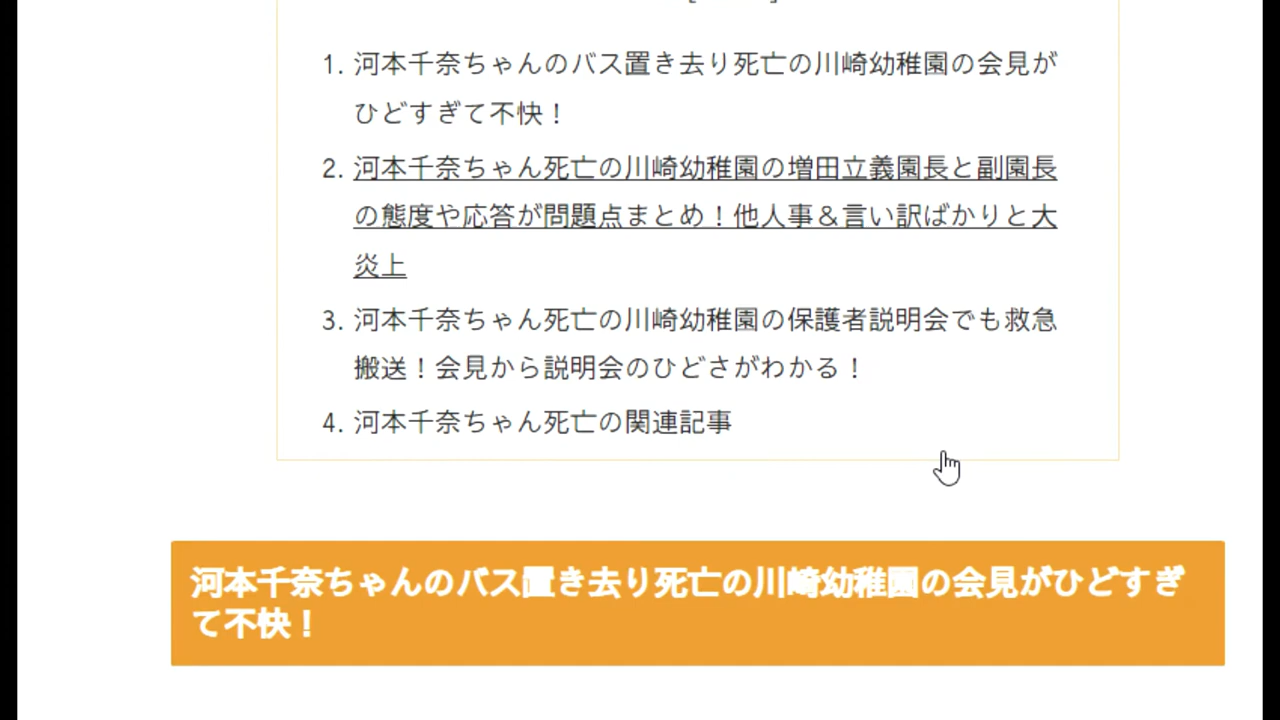 1. 河本千奈ちゃんのバス置き去り死亡の川崎幼稚園の会見が
ひどすぎて不快！
2. 河本千奈ちゃん死亡の川崎幼稚園の増田立義園長と副園長
の態度や応答が問題点まとめ！他人事＆言い訳ばかりと大
炎上
3. 河本千奈ちゃん死亡の川崎幼稚園の保護者説明会でも救急
搬送！会見から説明会のひどさがわかる！
4. 河本千奈ちゃん死亡の関連記事
河本千奈ちゃんのバス置き去り死亡の川崎幼稚園の会見がひどすぎ
て不快！